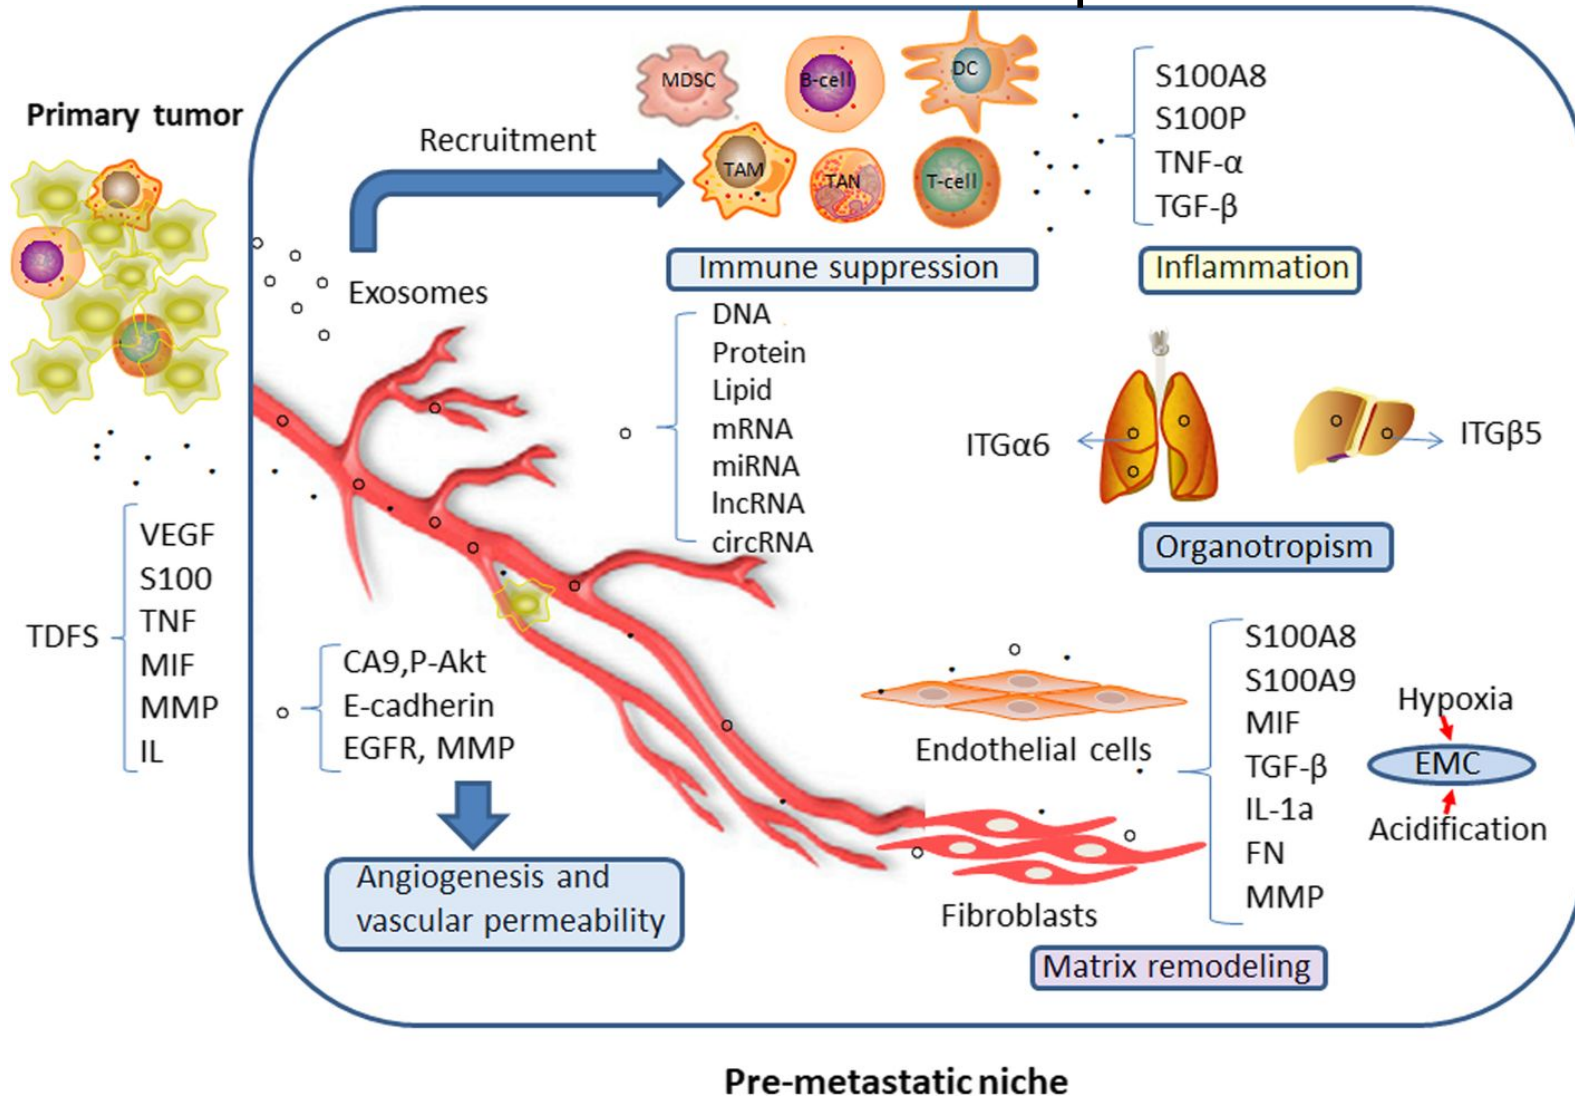 Primary tumor
Recruitment
MDSC
B-cell
DC
TAM
TAN
T-cell
S100A8
S100P
TNF-α
TGF-β
Immune suppression
Inflammation
Exosomes
DNA
Protein
Lipid
mRNA
miRNA
lncRNA
circRNA
ITGα6
ITGβ5
Organotropism
TDFS
VEGF
S100
TNF
MIF
MMP
IL
CA9,P-Akt
E-cadherin
EGFR, MMP
Angiogenesis and
vascular permeability
Endothelial cells
Fibroblasts
S100A8
S100A9
MIF
TGF-β
IL-1a
FN
MMP
Hypoxia
EMC
Acidification
Matrix remodeling
Pre-metastatic niche